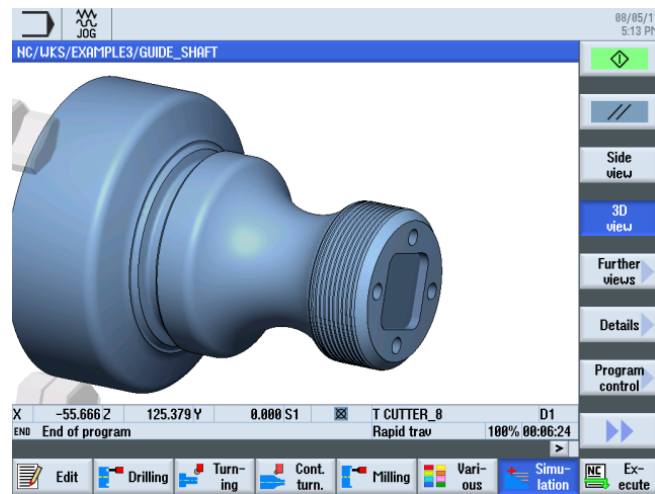 JOG
08/05/1
5:13 PM
NC/WKS/EXAMPLE3/GUIDE_SHAFT
Side
view
3D
view
Further
views
Details
Program
control
X -55.666 Z 125.379 Y 0.000 S1 T CUTTER_8 D1
END End of program Rapid trav 100% 00:06:24
>
Edit
Drilling
Turn-
ing
Cont.
turn.
Milling
Vari-
ous
Simu-
lation
NC
Ex-
ecute